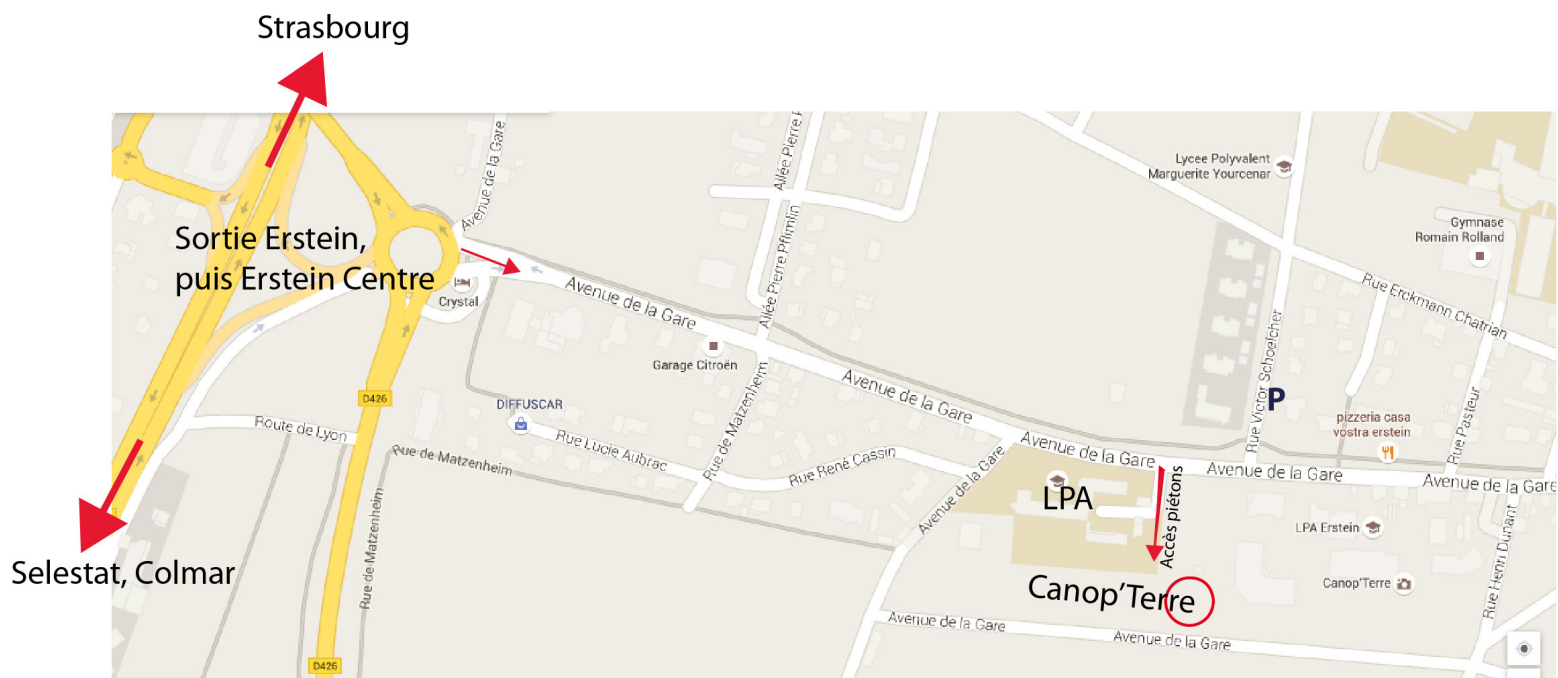 Strasbourg
Sortie Erstein,
puis Erstein Centre
Selestat, Colmar
Avenue de la Gare
Crystal
D426
Route de Lyon
Rue de Matzenheim
Rue de Matzenheim
D426
DIFFUSCAR
Rue Lucie Aubrac
Avenue de la Gare
Garage Citroën
Allée Pierre P
Allée Pierre Pflimlin
Rue de Matzenheim
Rue René Cassin
Avenue de la Gare
Avenue de la Gare
Avenue de la Gare
LPA
Accès piétons
Canop'Terre
Avenue de la Gare
Avenue de la Gare
Lycee Polyvalent
Marguerite Yourcenar
Gymnase
Romain Rolland
Rue Erckmann Chatrian
Rue Victor Schoelcher
P
pizzeria casa
vostra erstein
Rue Pasteur
Avenue de la Gare
Avenue de la Gare
LPA Erstein
Canop'Terre
Rue Henri Dunant